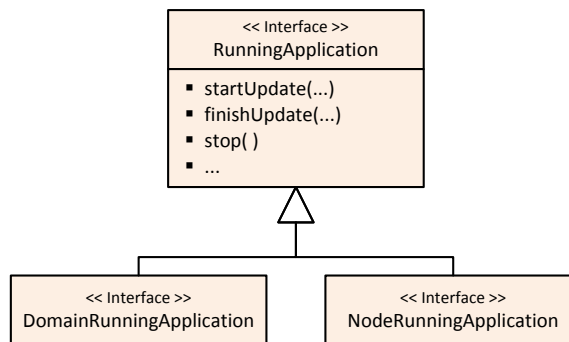 << Interface >>
RunningApplication
▪ startUpdate(...)
▪ finishUpdate(...)
▪ stop( )
▪ ...
<< Interface >>
DomainRunningApplication
<< Interface >>
NodeRunningApplication